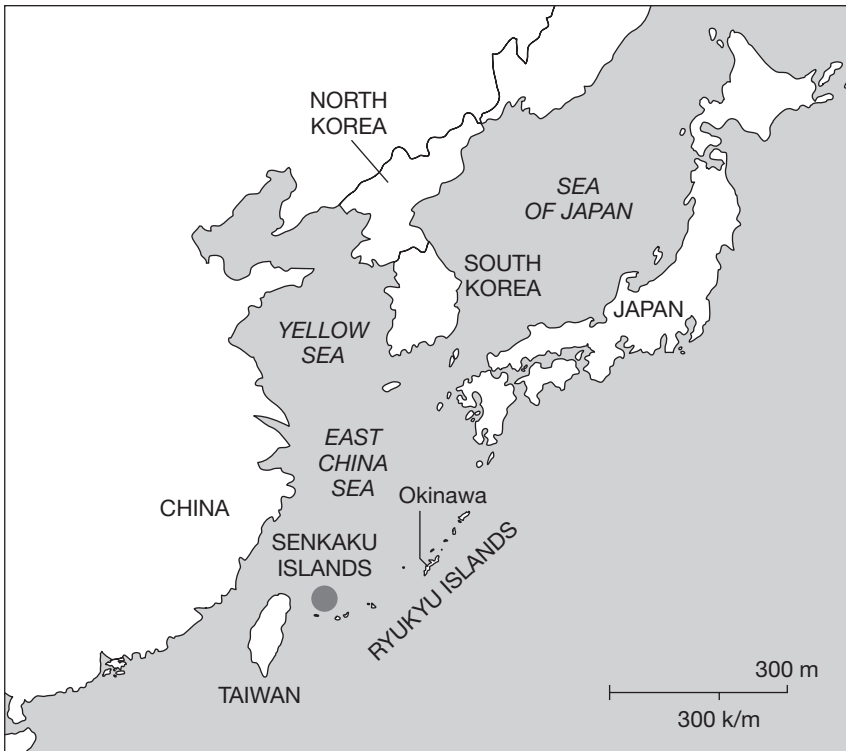 NORTH
KOREA
SEA
OF JAPAN
SOUTH
KOREA
JAPAN
YELLOW
SEA
EAST
CHINA
SEA
Okinawa
CHINA
SENKAKU
ISLANDS
RYUKYU ISLANDS
TAIWAN
300 m
300 k/m